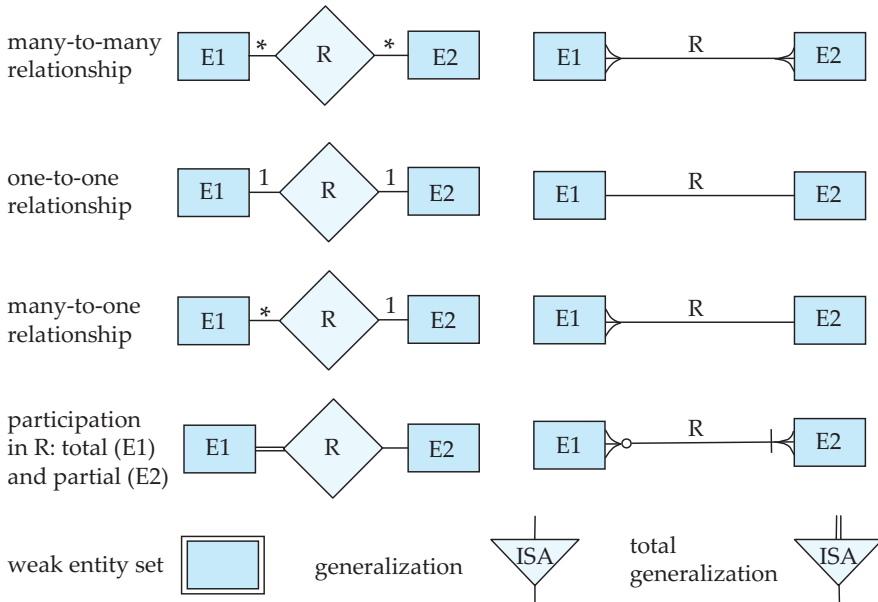 many-to-many
relationship
E1 * R * E2
E1 R E2
one-to-one
relationship
E1 1 R 1 E2
E1 R E2
many-to-one
relationship
E1 * R 1 E2
E1 R E2
participation
in R: total (E1)
and partial (E2)
E1 R E2
E1 R E2
weak entity set
generalization
ISA
total
generalization
ISA